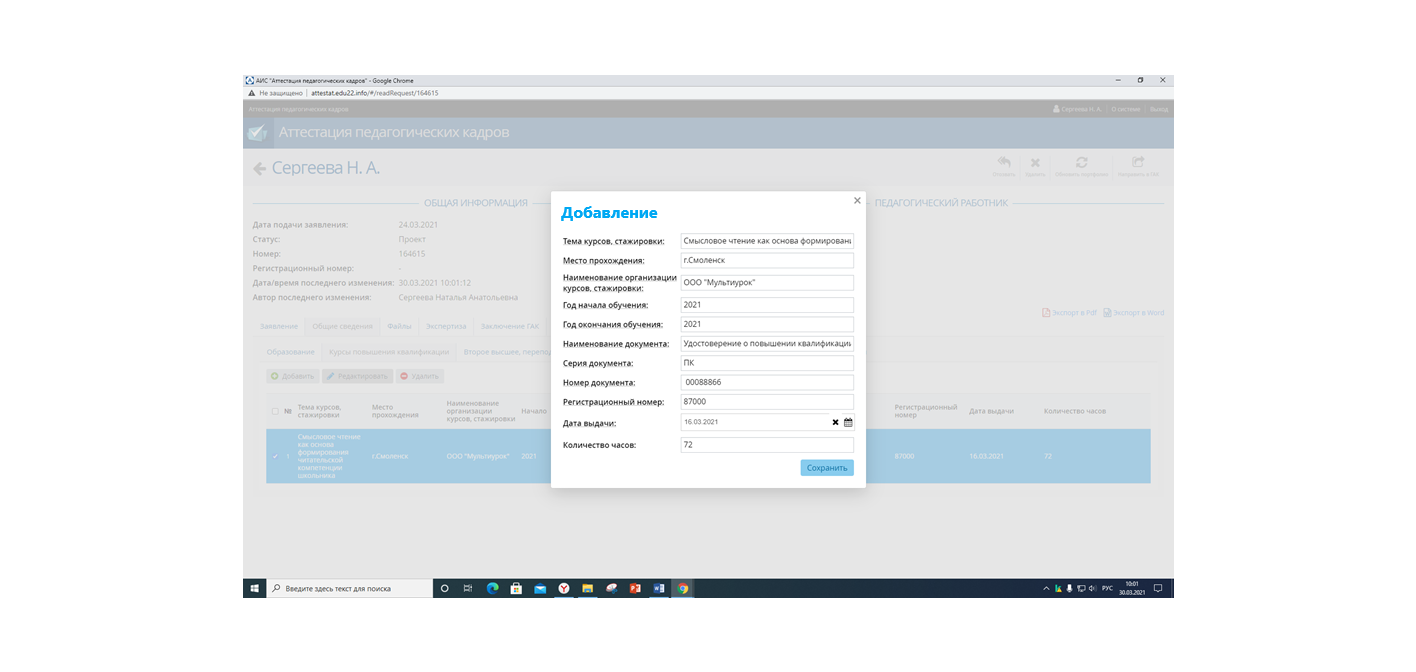 АИС "Аттестация педагогических кадров" - Google Chrome
Не защищено | attestat.edu22.info/#/readRequest/164615
Аттестация педагогических кадров
Сергеева Н. А. | О системе | Выход
Аттестация педагогических кадров
Сергеева Н. А.
Удалить
ОБЩАЯ ИНФОРМАЦИЯ
ПЕДАГОГИЧЕСКИЙ РАБОТНИК
Дата подачи заявления: 24.03.2021
Статус: Проект
Номер: 164615
Регистрационный номер: -
Дата/время последнего изменения: 30.03.2021 10:01:12
Автор последнего изменения: Сергеева Наталья Анатольевна
Экспорт в Pdf Экспорт в Word
Заявление Общие сведения Файлы Экспертиза Заключение ГАК
Образование Курсы повышения квалификации Второе высшее,
Добавить Редактировать Удалить
№ Тема курсов, стажировки Место прохождения Наименование организации курсов, стажировки Начало Регистрационный номер Дата выдачи Количество часов
1 Смысловое чтение как основа формирования читательской компетенции школьника г.Смоленск ООО "Мультиурок" 2021 87000 16.03.2021 72
Добавление
Тема курсов, стажировки: Смысловое чтение как основа формировани
Место прохождения: г.Смоленск
Наименование организации
курсов, стажировки: ООО "Мультиурок"
Год начала обучения: 2021
Год окончания обучения: 2021
Наименование документа: Удостоверение о повышении квалификации
Серия документа: ПК
Номер документа: 00088866
Регистрационный номер: 87000
Дата выдачи: 16.03.2021
Количество часов: 72
Сохранить
Введите здесь текст для поиска
РУС
10:01
30.03.2021